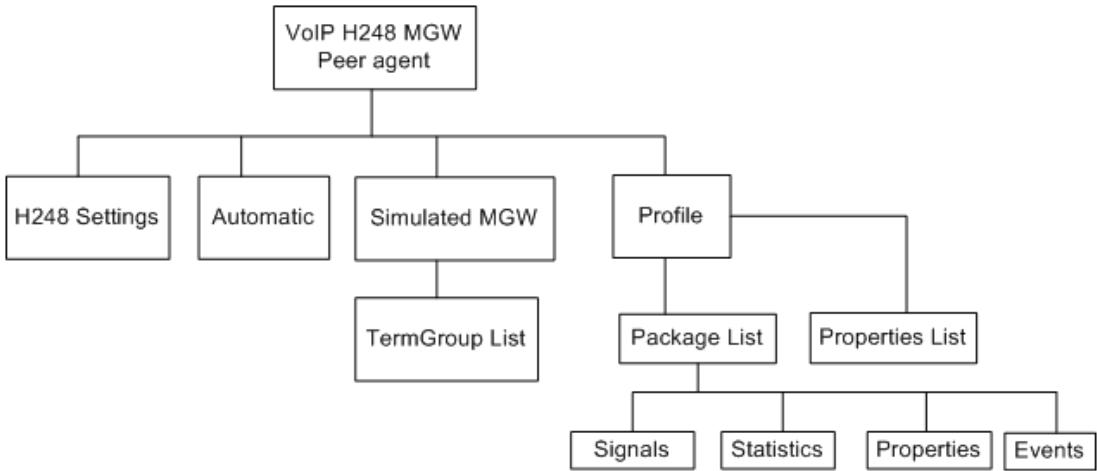 VoIP H248 MGW
Peer agent
H248 Settings
Automatic
Simulated MGW
Profile
TermGroup List
Package List
Properties List
Signals
Statistics
Properties
Events